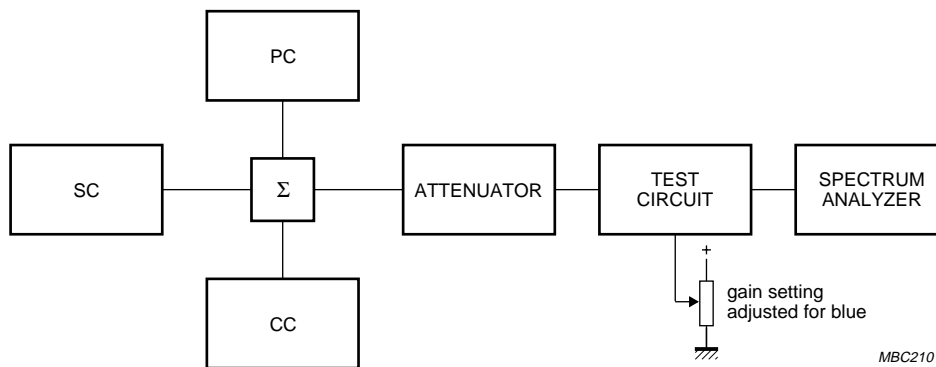 PC
SC
Σ
ATTENUATOR
TEST
CIRCUIT
SPECTRUM
ANALYZER
CC
+
gain setting
adjusted for blue
MBC210